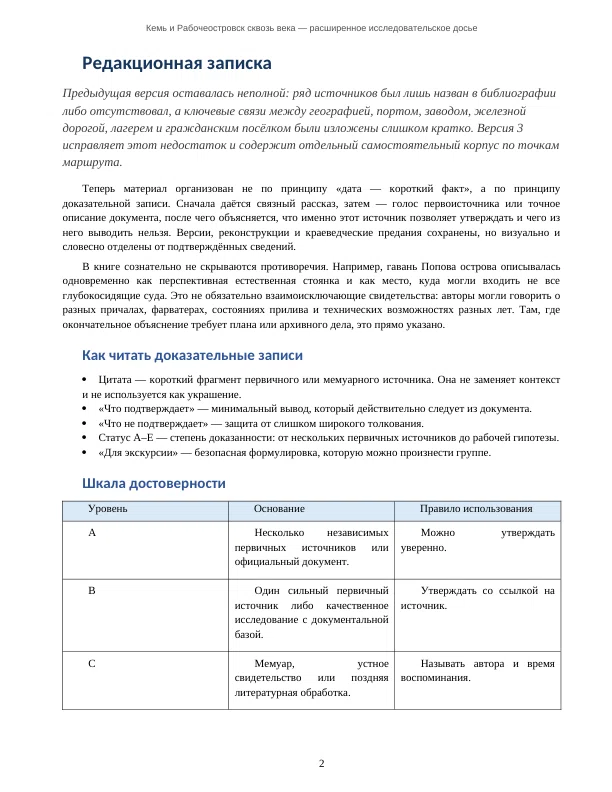 Кемь и Рабочеостровск сквозь века — расширенное исследовательское досье
Редакционная записка
Предыдущая версия оставалась неполной: ряд источников был лишь назван в библиографии
либо отсутствовал, а ключевые связи между географией, портом, заводом, железной
дорогой, лагерем и гражданским посёлком были изложены слишком кратко. Версия 3
исправляет этот недостаток и содержит отдельный самостоятельный корпус по точкам
маршрута.
Теперь материал организован не по принципу «дата — короткий факт», а по принципу
доказательной записи. Сначала даётся связный рассказ, затем — голос первоисточника или точное
описание документа, после чего объясняется, что именно этот источник позволяет утверждать и чего из
него выводить нельзя. Версии, реконструкции и краеведческие предания сохранены, но визуально и
словесно отделены от подтверждённых сведений.
В книге сознательно не скрываются противоречия. Например, гавань Попова острова описывалась
одновременно как перспективная естественная стоянка и как место, куда могли входить не все
глубокосидящие суда. Это не обязательно взаимоисключающие свидетельства: авторы могли говорить о
разных причалах, фарватерах, состояниях прилива и технических возможностях разных лет. Там, где
окончательное объяснение требует плана или архивного дела, это прямо указано.
Как читать доказательные записи
• Цитата — короткий фрагмент первичного или мемуарного источника. Она не заменяет контекст
и не используется как украшение.
• «Что подтверждает» — минимальный вывод, который действительно следует из документа.
• «Что не подтверждает» — защита от слишком широкого толкования.
• Статус A–E — степень доказанности: от нескольких первичных источников до рабочей гипотезы.
• «Для экскурсии» — безопасная формулировка, которую можно произнести группе.
Шкала достоверности
Уровень Основание Правило использования
A Несколько независимых Можно утверждать
первичных источников или уверенно.
официальный документ.
B Один сильный первичный Утверждать со ссылкой на
источник либо качественное источник.
исследование с документальной
базой.
C Мемуар, устное Называть автора и время
свидетельство или поздняя воспоминания.
литературная обработка.
2